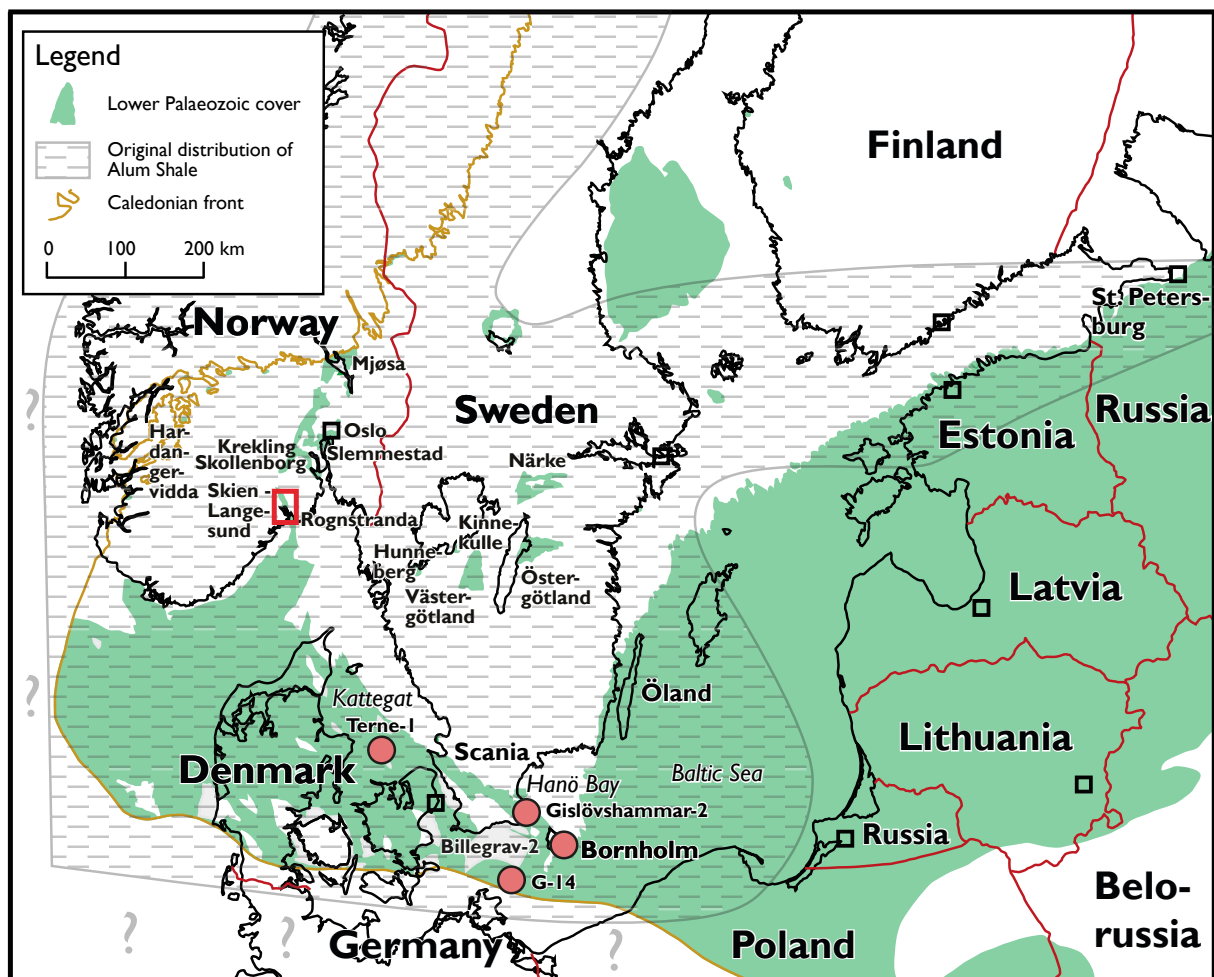 Legend
Lower Palaeozoic cover
Original distribution of
Alum Shale
Caledonian front
0 100 200 km
Finland
St. Peters-
burg
Norway
Mjøsa
Sweden
Russia
Estonia
Oslo
Slemmestad
Krekling
Skollenborg
Har-
dan-
ger-
vidda
Närke
Skien -
Lange-
sund
Rognstranda
Kinne-
kulle
Hunne
berg
Väster-
götland
Öster-
götland
Latvia
?
?
Öland
Kattegat
Terne-1
Scania
Lithuania
Denmark
Hanö Bay
Baltic Sea
Gislövshammar-2
Billegrav-2
Bornholm
Russia
G-14
Belo-
russia
?
?
Germany
?
Poland